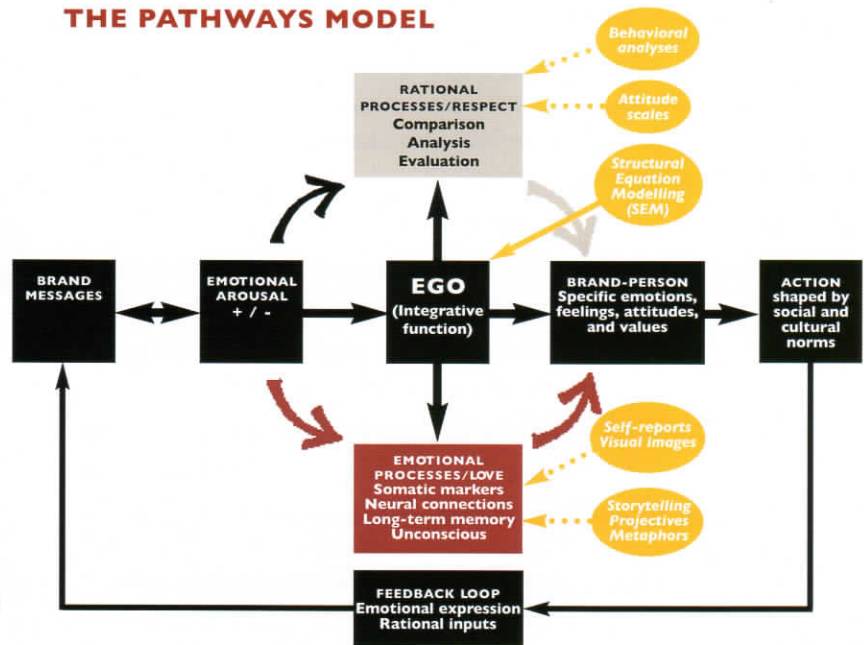 THE PATHWAYS MODEL
Behavioral
analyses
RATIONAL
PROCESSES/RESPECT
Comparison
Analysis
Evaluation
Attitude
scales
Structural
Equation
Modelling
(SEM)
BRAND
MESSAGES
EMOTIONAL
AROUSAL
+ / -
EGO
(Integrative
function)
BRAND-PERSON
Specific emotions,
feelings, attitudes,
and values
ACTION
shaped by
social and
cultural
norms
EMOTIONAL
PROCESSES/LOVE
Somatic markers
Neural connections
Long-term memory
Unconscious
Self-reports
Visual images
Storytelling
Projectives
Metaphors
FEEDBACK LOOP
Emotional expression
Rational inputs